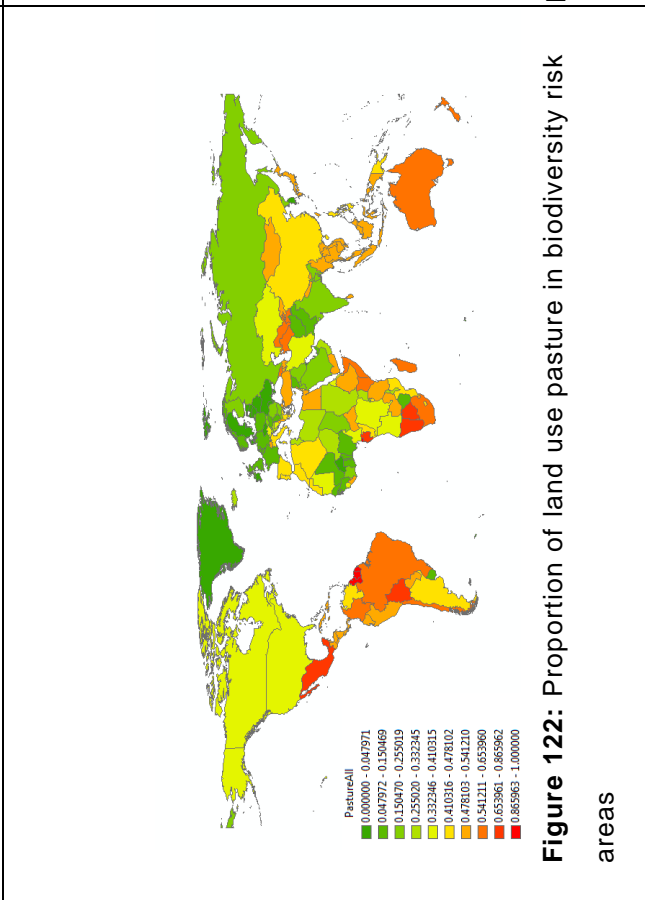 PastureAll
0.000000 - 0.047971
0.047972 - 0.150469
0.150470 - 0.255019
0.255020 - 0.332345
0.332346 - 0.410315
0.410316 - 0.478102
0.478103 - 0.541210
0.541211 - 0.653960
0.653961 - 0.865962
0.865963 - 1.000000
Figure 122: Proportion of land use pasture in biodiversity risk
areas